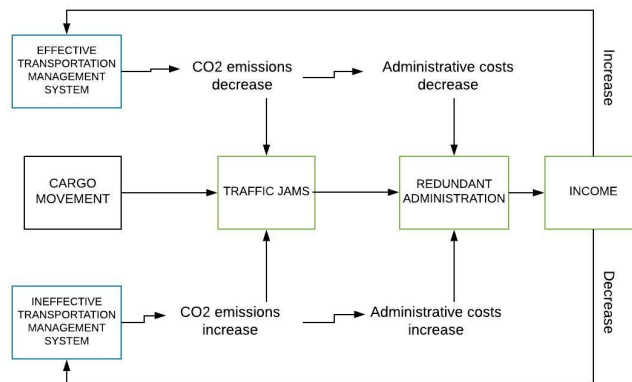 EFFECTIVE
TRANSPORTATION
MANAGEMENT
SYSTEM
CO2 emissions
decrease
Administrative costs
decrease
Increase
CARGO
MOVEMENT
TRAFFIC JAMS
REDUNDANT
ADMINISTRATION
INCOME
INEFFECTIVE
TRANSPORTATION
MANAGEMENT
SYSTEM
CO2 emissions
increase
Administrative costs
increase
Decrease